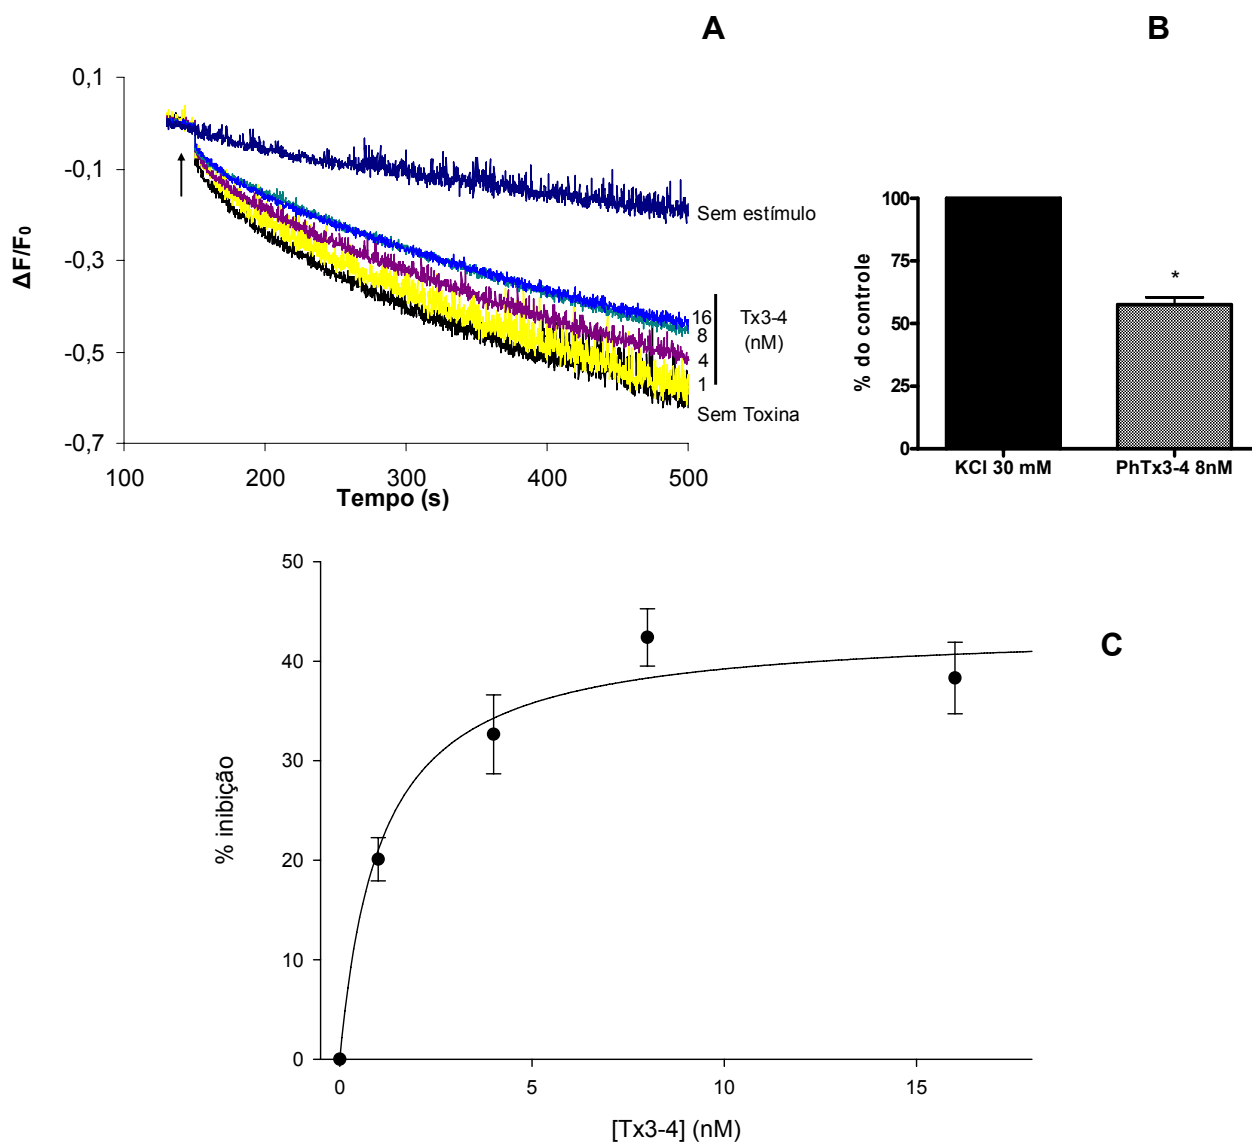 A
B
0,1
-0,1
-0,3
-0,5
-0,7
ΔF/F0
100
200
300
400
500
Tempo (s)
Sem estímulo
16
8
4
1
Tx3-4
(nM)
Sem Toxina
100
75
50
25
0
% do controle
*
KCl 30 mM
PhTx3-4 8nM
C
50
40
30
20
10
0
% inibição
0
5
10
15
[Tx3-4] (nM)